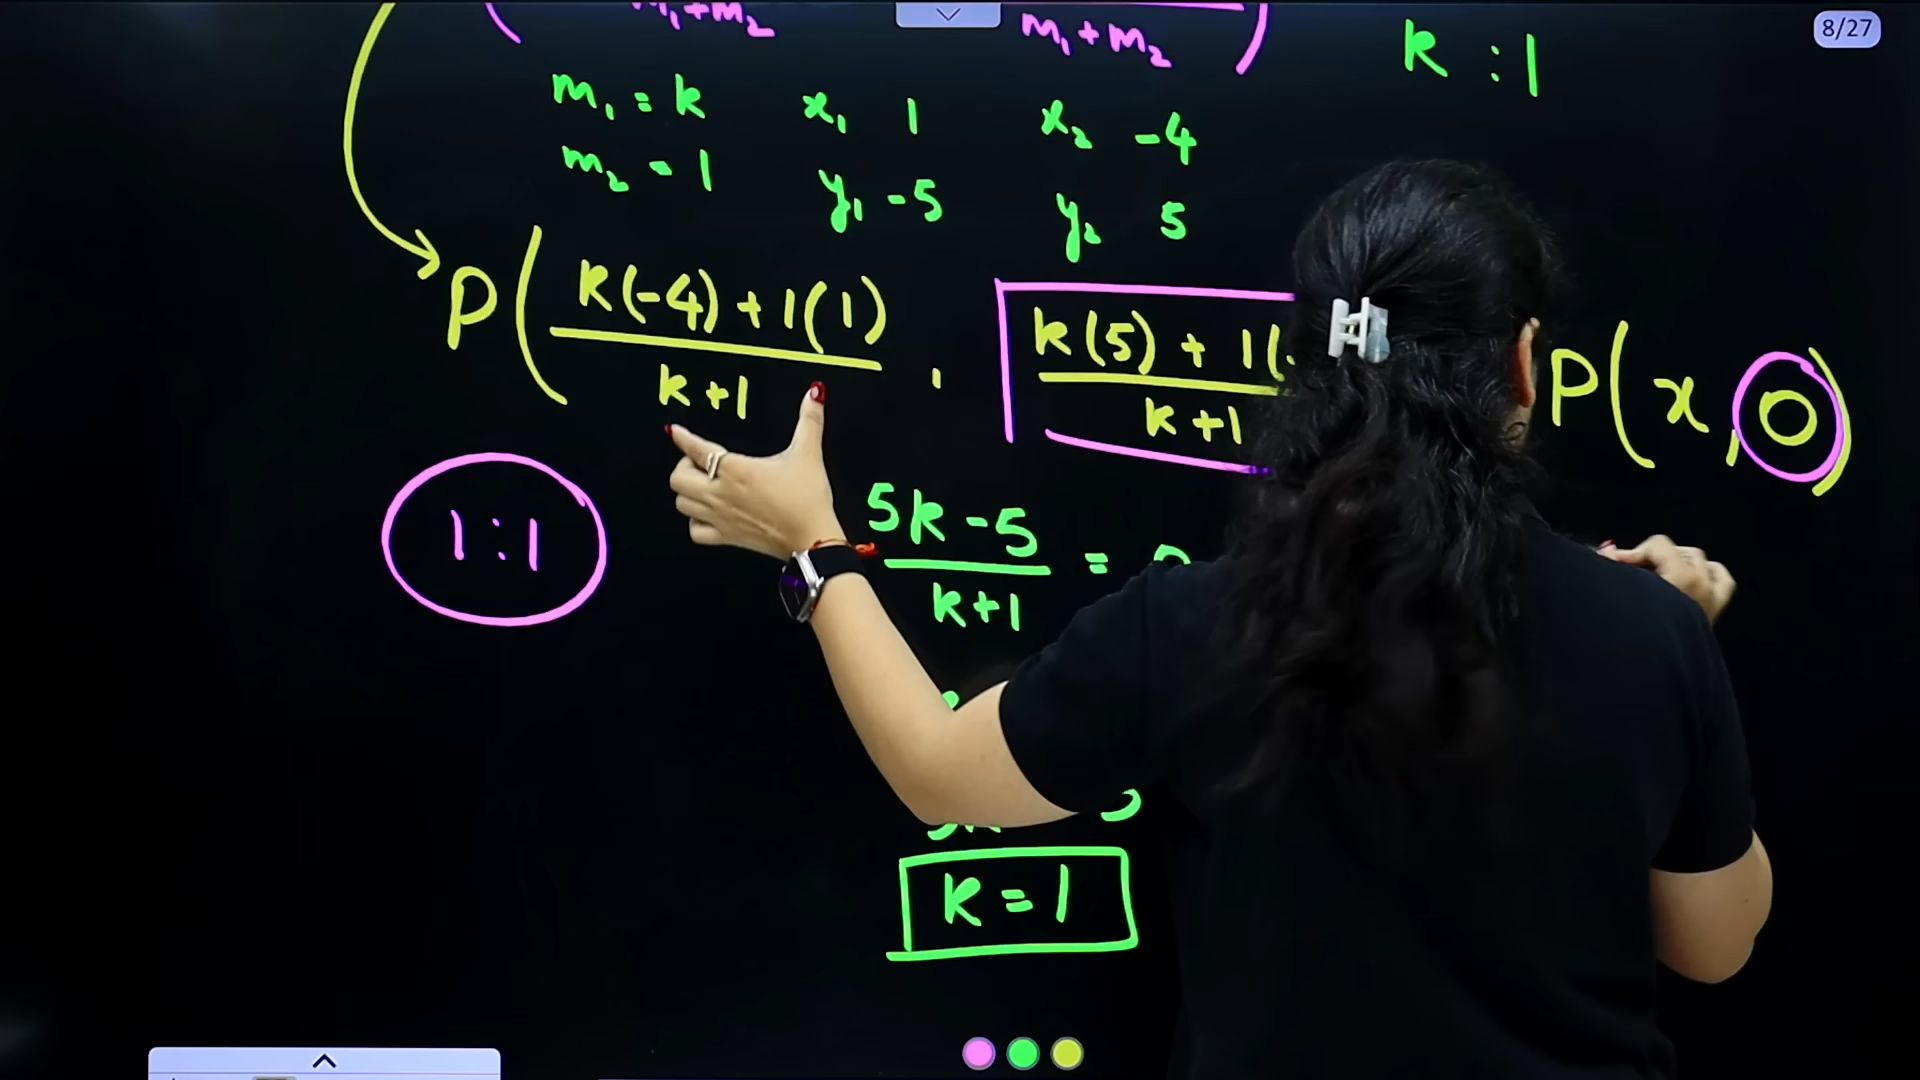 8/27
m₁+m₂ m₁+m₂
k : 1
m₁ = k x₁ 1 x₂ -4
m₂ = 1 y₁ -5 y₂ 5
P( k(-4) + 1(1) , k(5) + 1( P(x, 0)
k+1 k+1
1:1
5k - 5 =
k+1
k = 1